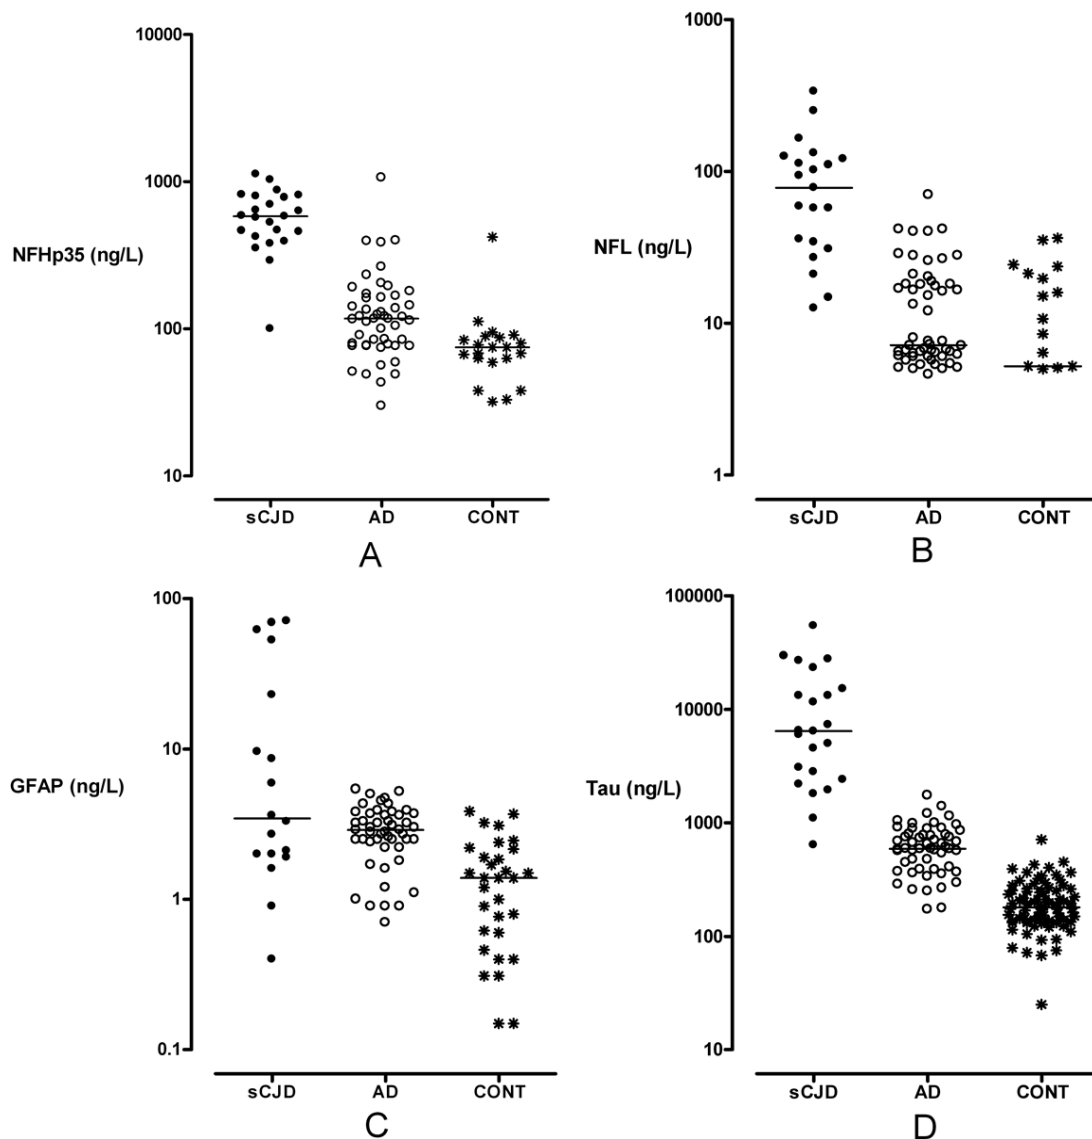 10000
1000
NFHp35 (ng/L)
100
10
sCJD AD CONT
A
1000
100
NFL (ng/L)
10
1
sCJD AD CONT
B
100
10
GFAP (ng/L)
1
0.1
sCJD AD CONT
C
100000
10000
Tau (ng/L)
1000
100
10
sCJD AD CONT
D